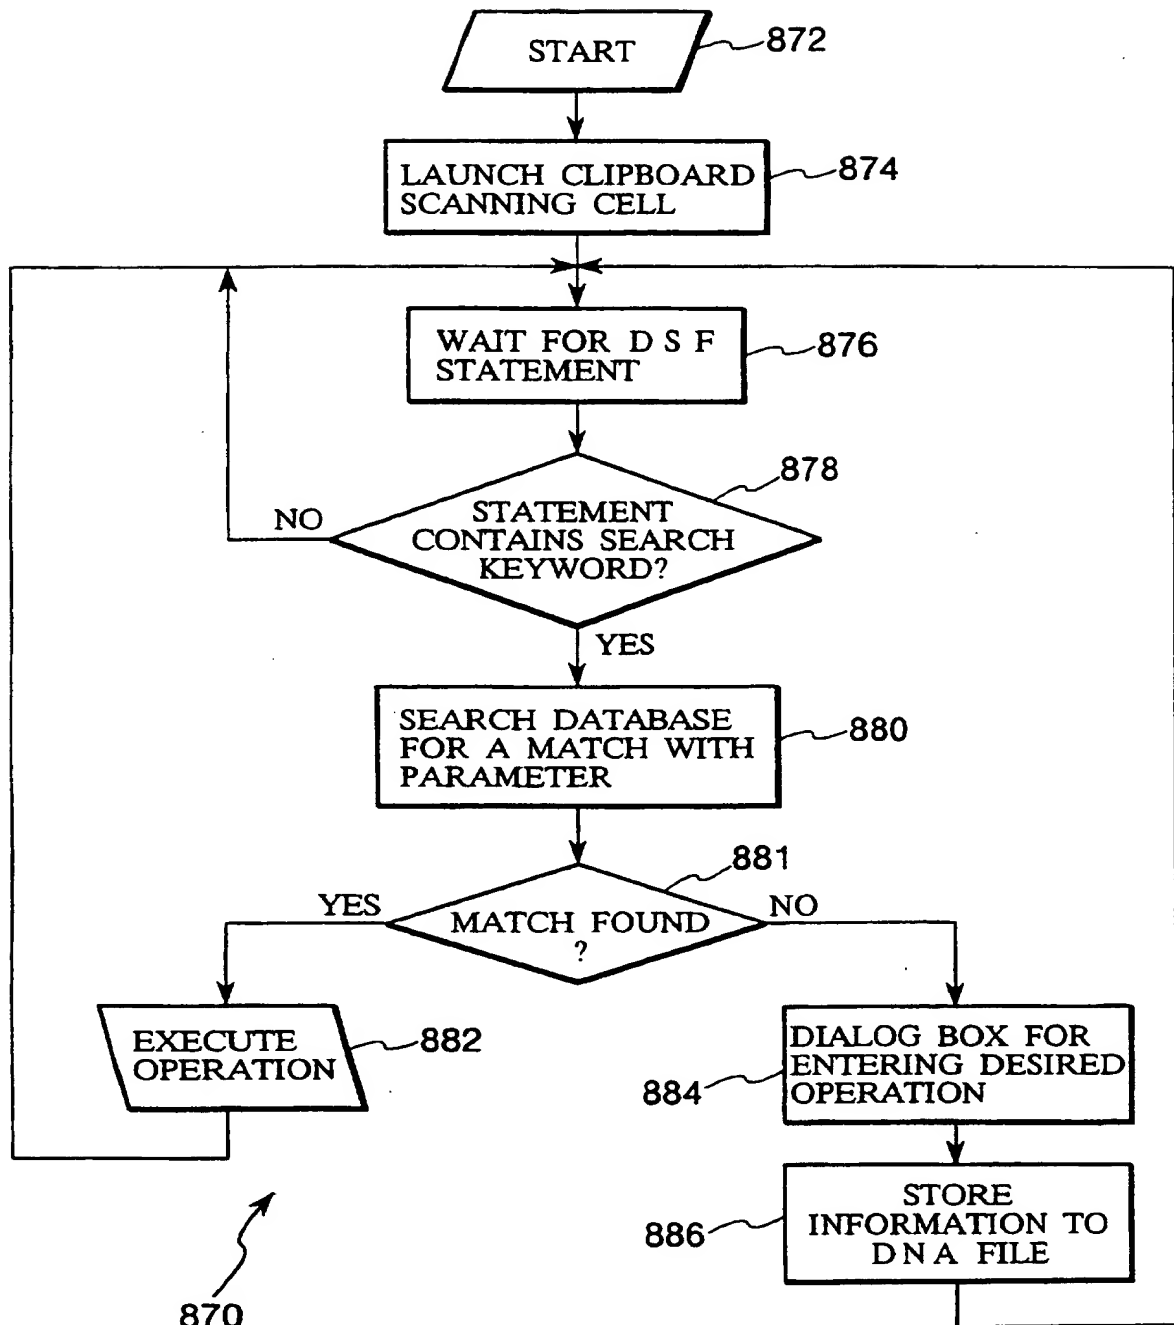 START
872
LAUNCH CLIPBOARD
SCANNING CELL
874
WAIT FOR D S F
STATEMENT
876
878
STATEMENT
CONTAINS SEARCH
KEYWORD?
NO
YES
SEARCH DATABASE
FOR A MATCH WITH
PARAMETER
880
881
YES
MATCH FOUND
?
NO
EXECUTE
OPERATION
882
DIALOG BOX FOR
ENTERING DESIRED
OPERATION
884
STORE
INFORMATION TO
D N A FILE
886
870